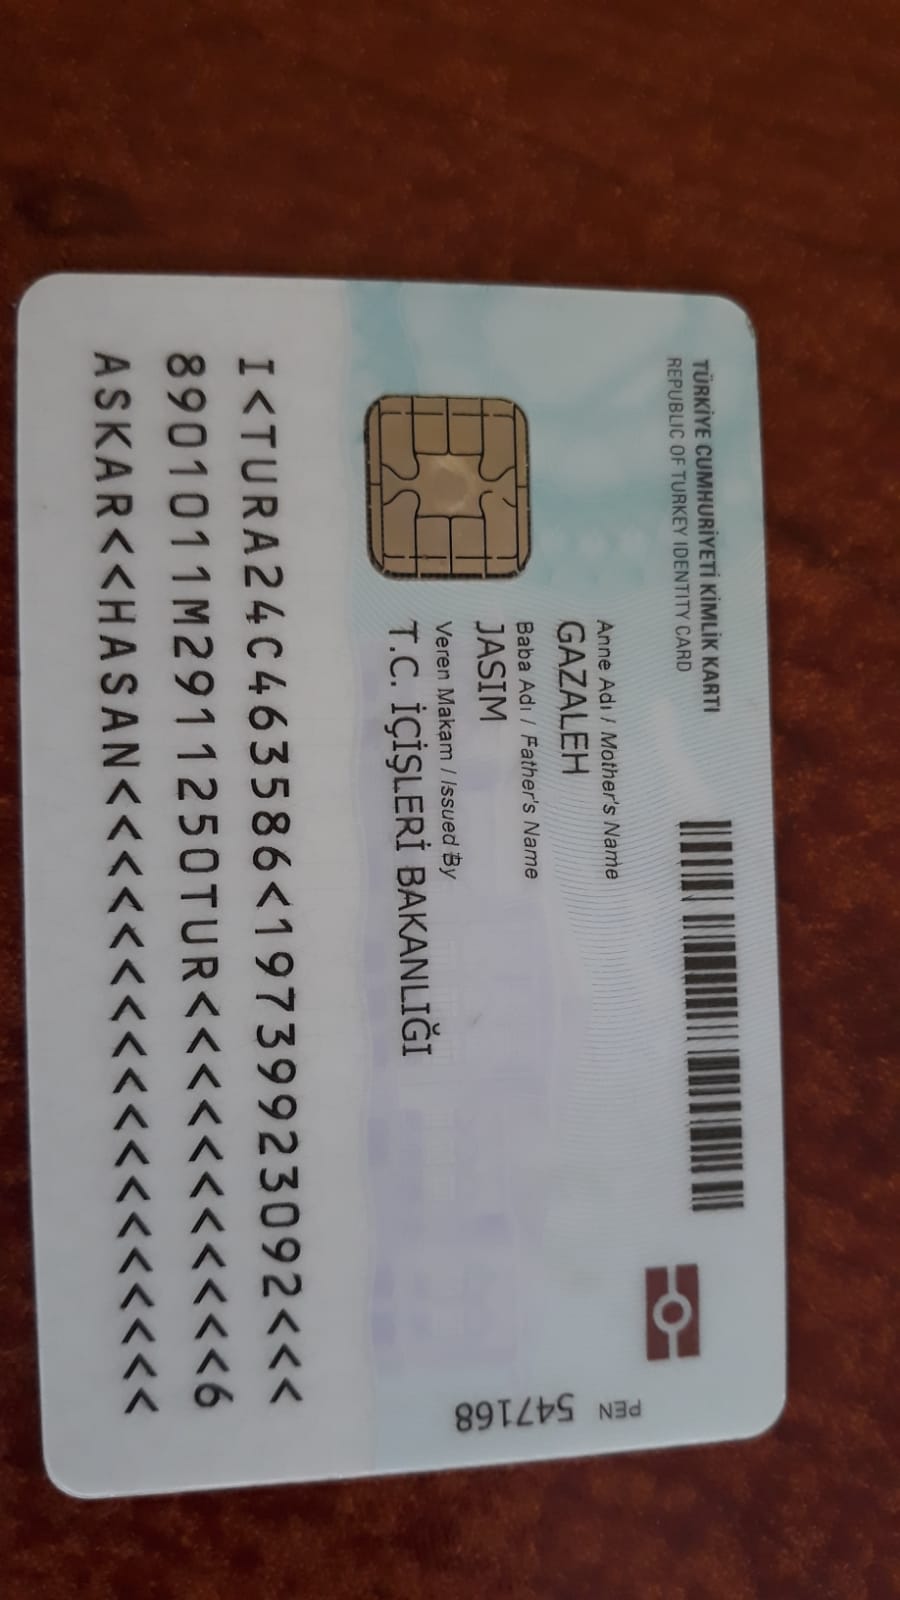 TÜRKİYE CUMHURİYETİ KİMLİK KARTI
REPUBLIC OF TURKEY IDENTITY CARD
Anne Adı / Mother's Name
GAZALEH
Baba Adı / Father's Name
JASIM
Veren Makam / Issued By
T.C. İÇİŞLERİ BAKANLIĞI
PEN 547168
I<TURA24C463586<19739923092<<<
8901011M2911250TUR<<<<<<<<<<<6
ASKAR<<HASAN<<<<<<<<<<<<<<<<<<